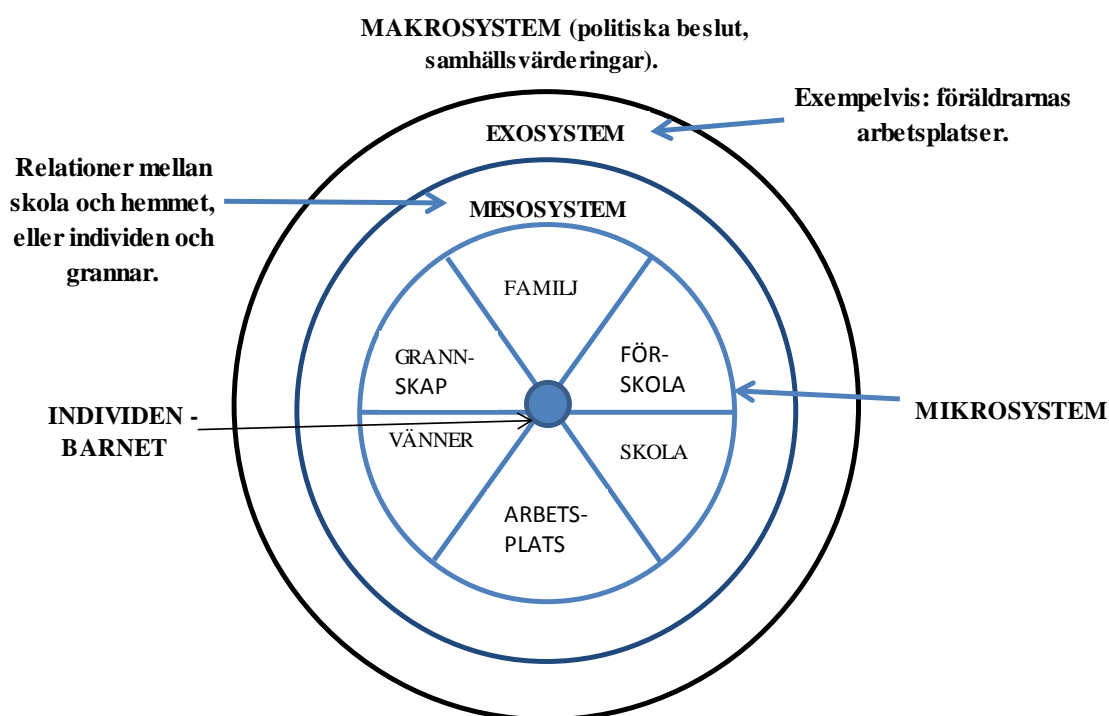 MAKROSYSTEM (politiska beslut,
samhällsvärderingar).
Exempelvis: föräldrarnas
arbetsplatser.
EXOSYSTEM
Relationer mellan
skola och hemmet,
eller individen och
grannar.
MESOSYSTEM
FAMILJ
GRANN-
SKAP
FÖR-
SKOLA
MIKROSYSTEM
INDIVIDEN -
BARNET
VÄNNER
SKOLA
ARBETS-
PLATS